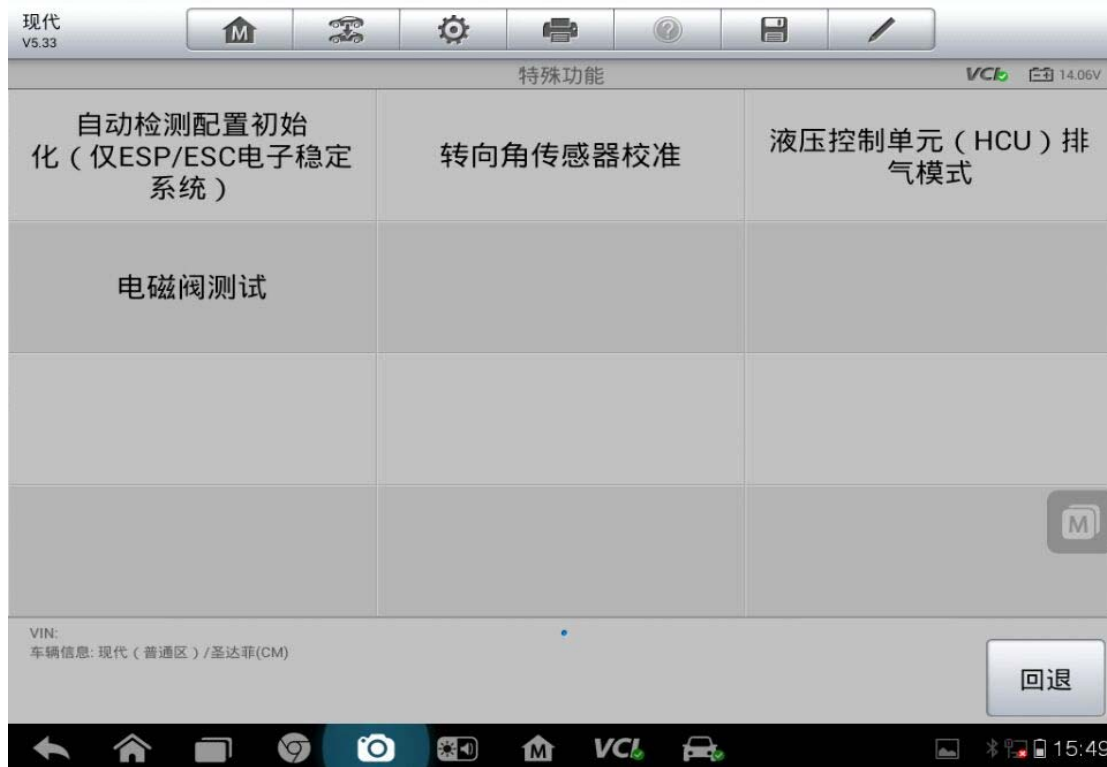 现代
V5.33
特殊功能
VCI 14.06V
自动检测配置初始
化（仅ESP/ESC电子稳定
系统）
转向角传感器校准
液压控制单元（HCU）排
气模式
电磁阀测试
M
VIN:
车辆信息: 现代（普通区）/圣达菲(CM)
回退
M
VCI
15:49